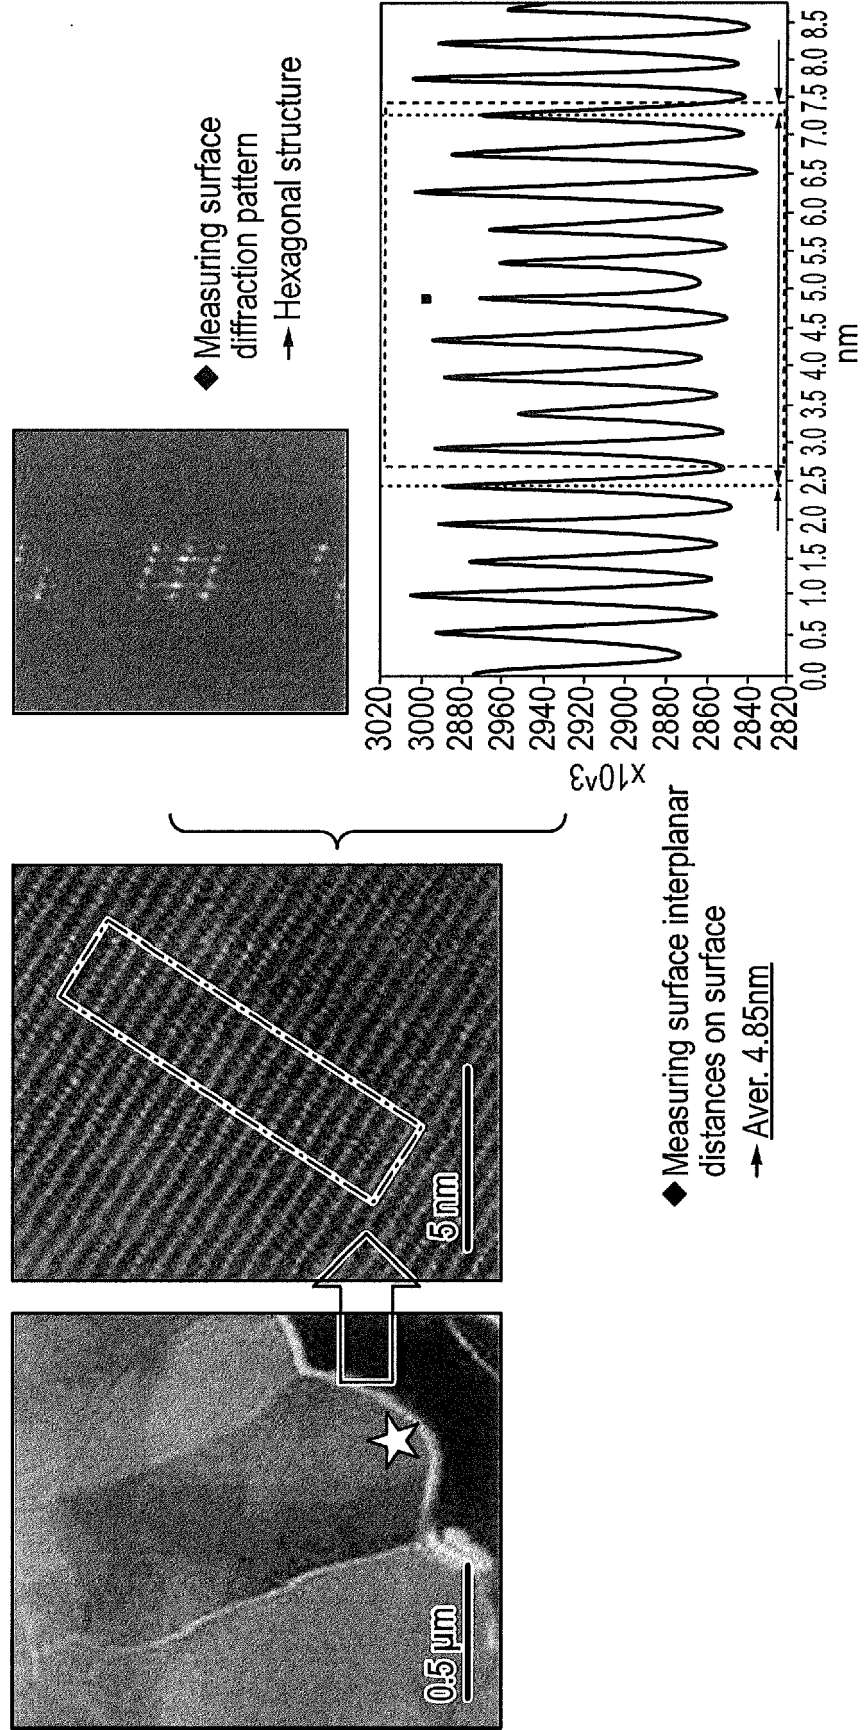 0.5 µm
5 nm
◆ Measuring surface
diffraction pattern
→ Hexagonal structure
◆ Measuring surface interplanar
distances on surface
→ Aver. 4.85nm
x10^3
3020
3000
2880
2960
2940
2920
2900
2880
2860
2840
2820
0.0 0.5 1.0 1.5 2.0 2.5 3.0 3.5 4.0 4.5 5.0 5.5 6.0 6.5 7.0 7.5 8.0 8.5
nm